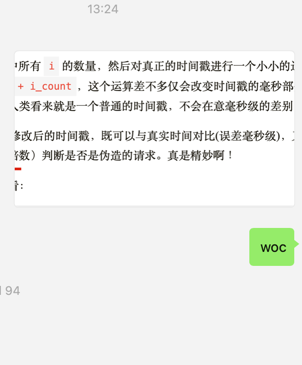 13:24
中所有 i 的数量，然后对真正的时间戳进行一个小小的运
+ i_count ，这个运算差不多仅会改变时间戳的毫秒部
人类看来就是一个普通的时间戳，不会在意毫秒级的差别
修改后的时间戳，既可以与真实时间对比(误差毫秒级)，
倍数）判断是否是伪造的请求。真是精妙啊！
：
WOC
94